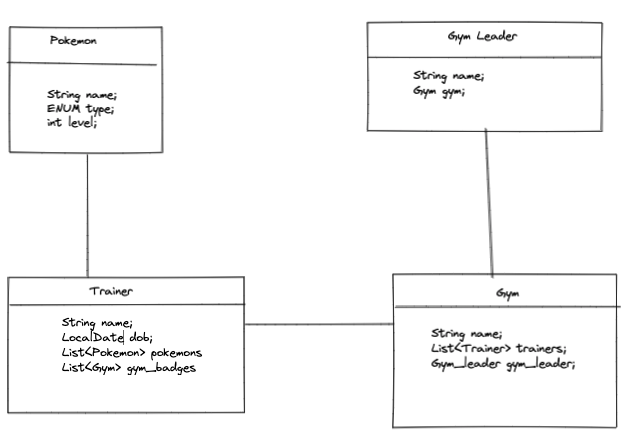 Pokemon
String name;
ENUM type;
int level;
Gym Leader
String name;
Gym gym;
Trainer
String name;
LocalDate dob;
List<Pokemon> pokemons
List<Gym> gym_badges
Gym
String name;
List<Trainer> trainers;
Gym_leader gym_leader;